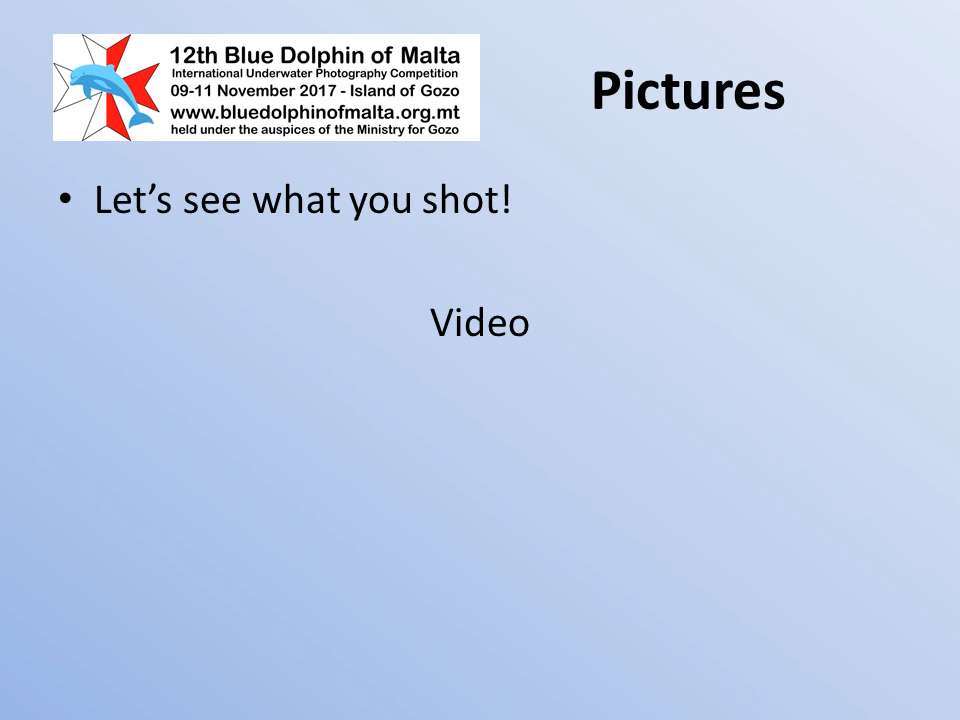 12th Blue Dolphin of Malta
International Underwater Photography Competition
09-11 November 2017 - Island of Gozo
www.bluedolphinofmalta.org.mt
held under the auspices of the Ministry for Gozo
Pictures
• Let’s see what you shot!
Video